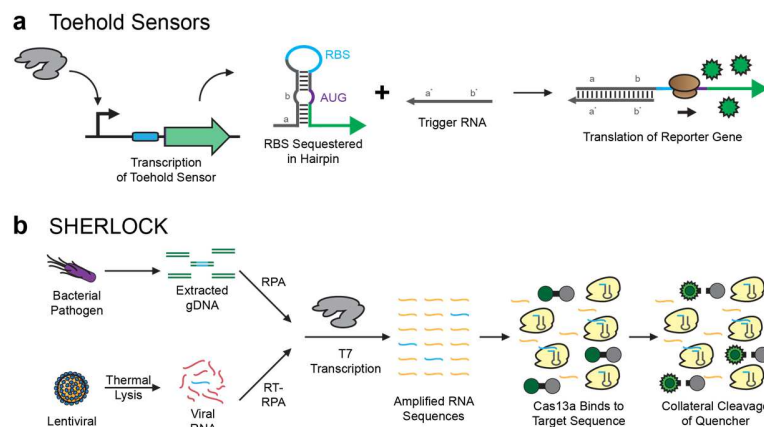 a Toehold Sensors
RBS
AUG
b
a
RBS Sequestered
in Hairpin
Transcription
of Toehold Sensor
+
a' b'
Trigger RNA
a b
a' b'
Translation of Reporter Gene
b SHERLOCK
Bacterial
Pathogen
Extracted
gDNA
RPA
Thermal
Lysis
Lentiviral
Viral
RNA
RT-
RPA
T7
Transcription
Amplified RNA
Sequences
Cas13a Binds to
Target Sequence
Collateral Cleavage
of Quencher